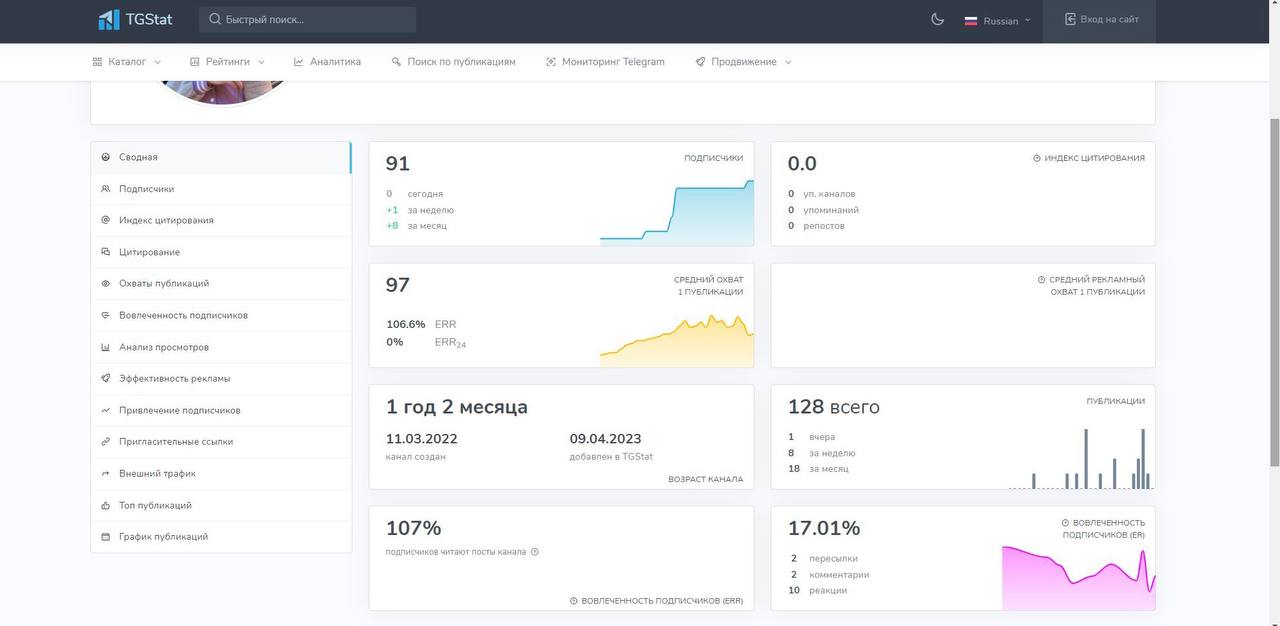 TGStat
Быстрый поиск...
Russian
Вход на сайт
Каталог
Рейтинги
Аналитика
Поиск по публикациям
Мониторинг Telegram
Продвижение
Сводная
Подписчики
Индекс цитирования
Цитирование
Охваты публикаций
Вовлеченность подписчиков
Анализ просмотров
Эффективность рекламы
Привлечение подписчиков
Пригласительные ссылки
Внешний трафик
Топ публикаций
График публикаций
91
ПОДПИСЧИКИ
0 сегодня
+1 за неделю
+8 за месяц
0.0
ИНДЕКС ЦИТИРОВАНИЯ
0 уп. каналов
0 упоминаний
0 репостов
97
СРЕДНИЙ ОХВАТ
1 ПУБЛИКАЦИИ
106.6% ERR
0% ERR24
СРЕДНИЙ РЕКЛАМНЫЙ
ОХВАТ 1 ПУБЛИКАЦИИ
1 год 2 месяца
11.03.2022
канал создан
09.04.2023
добавлен в TGStat
ВОЗРАСТ КАНАЛА
128 всего
ПУБЛИКАЦИИ
1 вчера
8 за неделю
18 за месяц
107%
подписчиков читают посты канала
ВОВЛЕЧЕННОСТЬ ПОДПИСЧИКОВ (ERR)
17.01%
ВОВЛЕЧЕННОСТЬ
ПОДПИСЧИКОВ (ER)
2 пересылки
2 комментарии
10 реакции